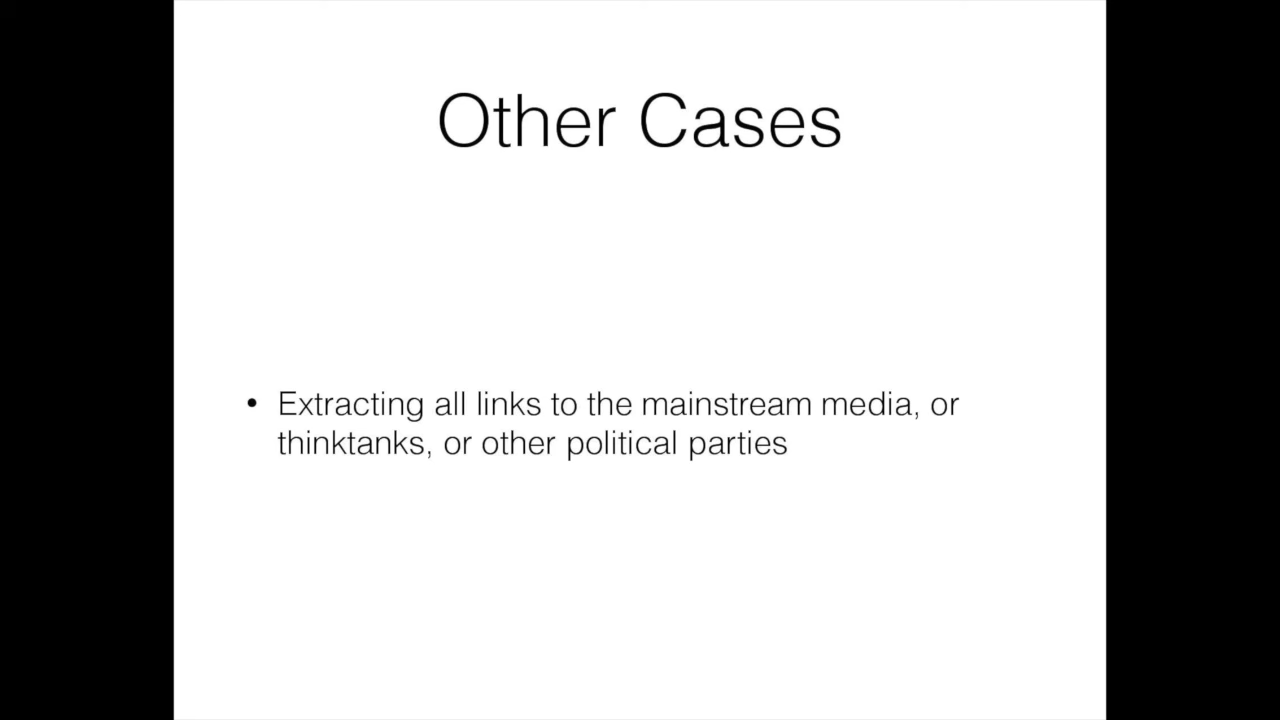 Other Cases
• Extracting all links to the mainstream media, or
thinktanks, or other political parties